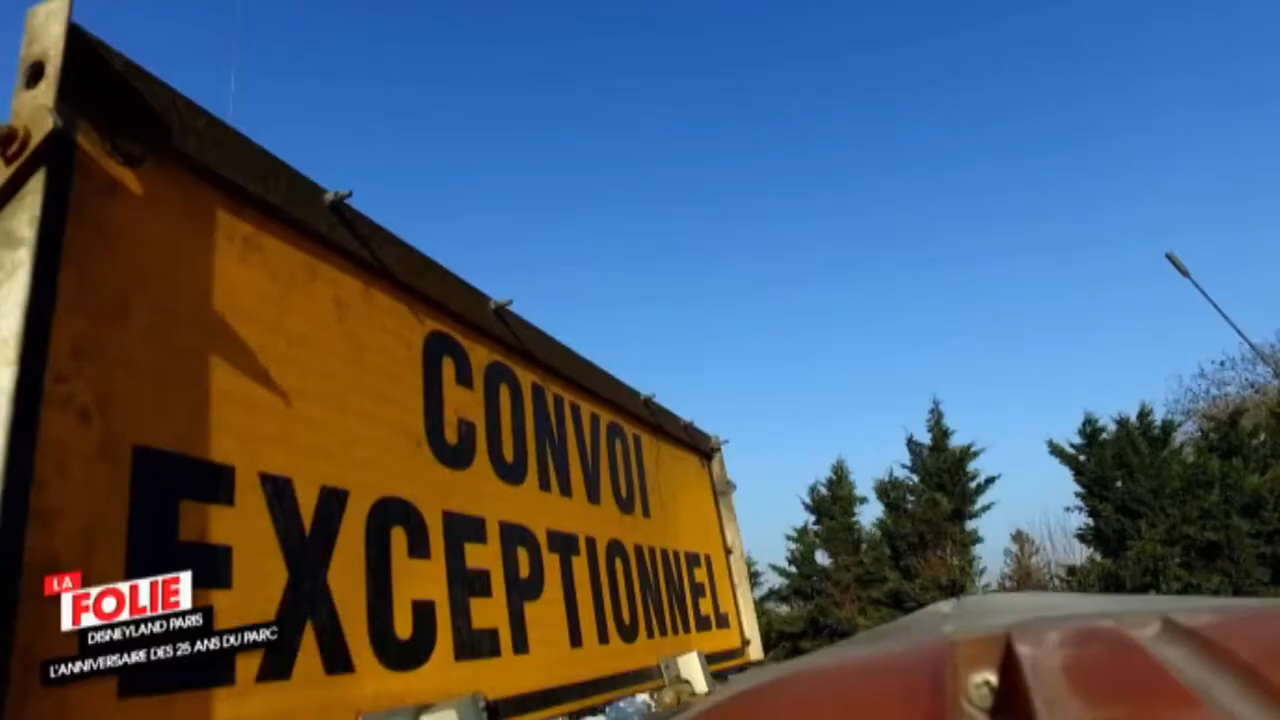 CONVOI
EXCEPTIONNEL
LA
FOLIE
DISNEYLAND PARIS
L'ANNIVERSAIRE DES 25 ANS DU PARC